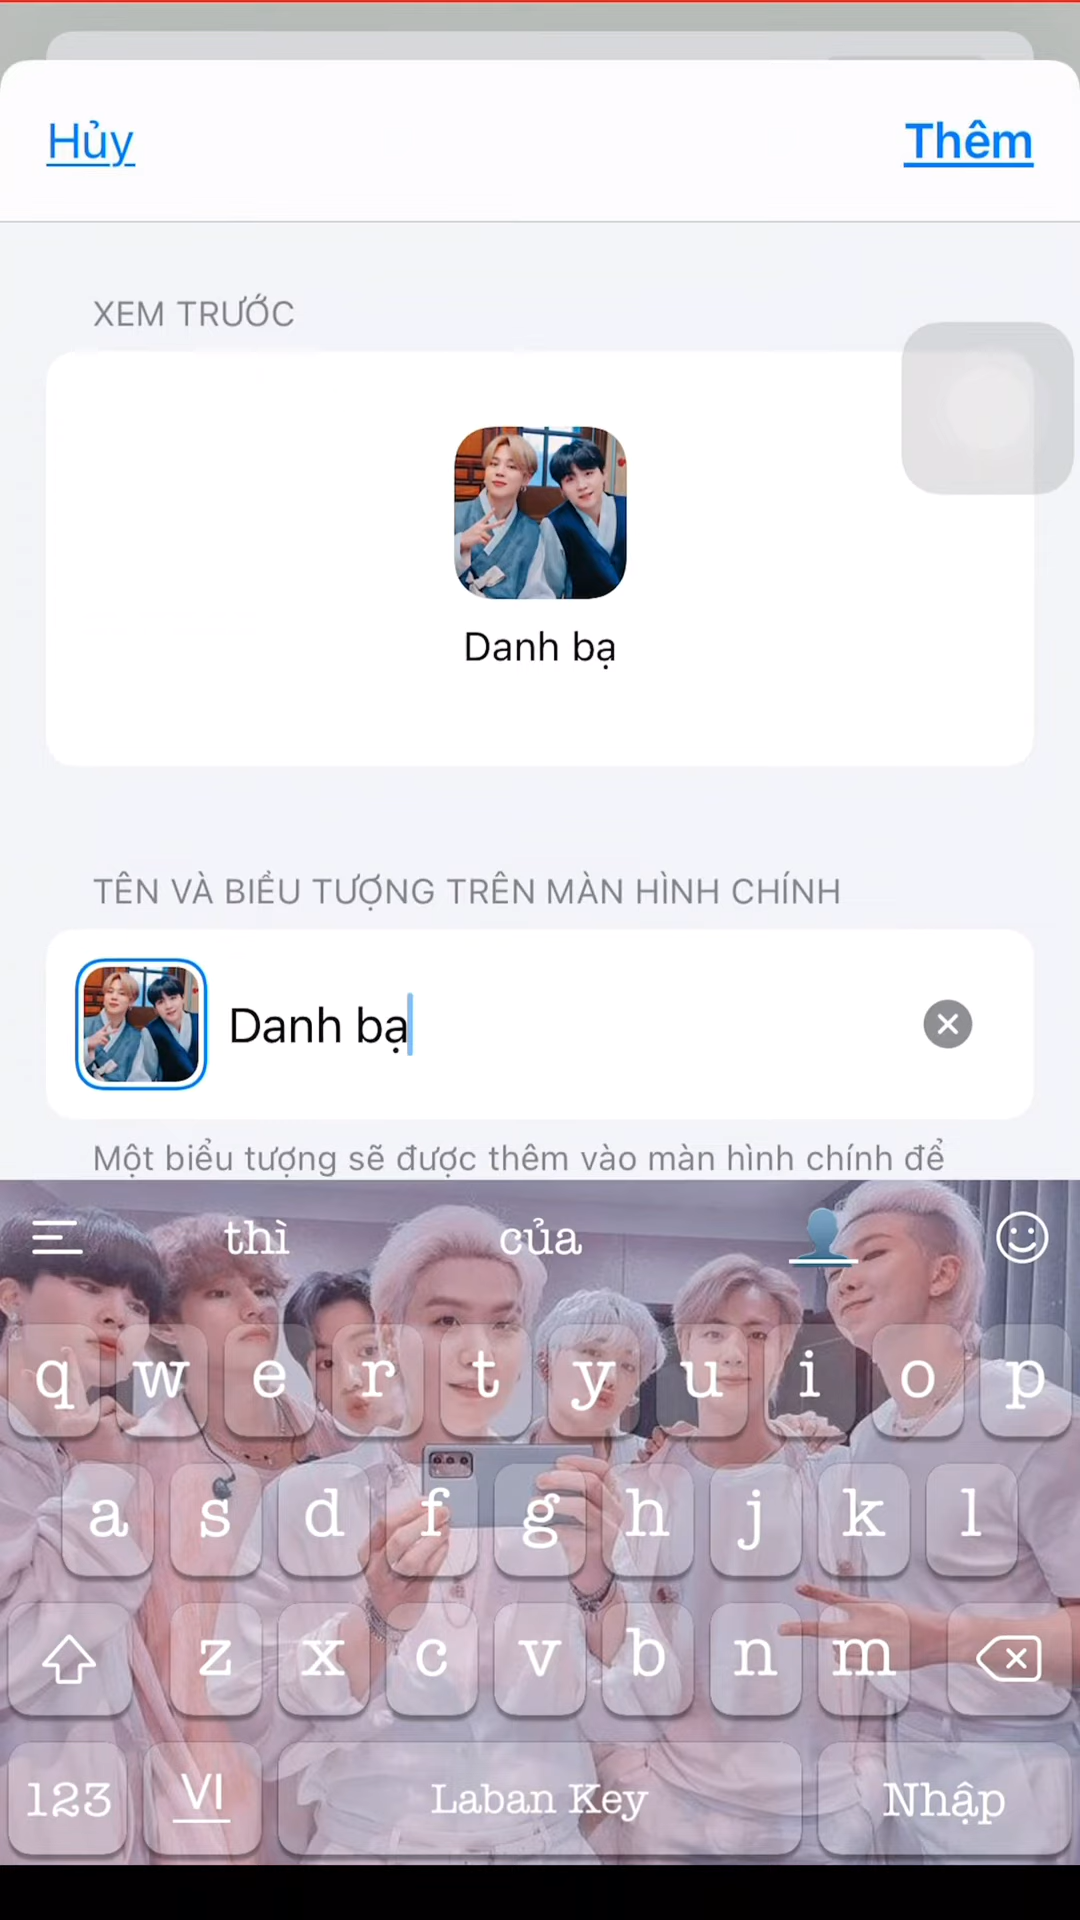 Hủy
Thêm
XEM TRƯỚC
Danh bạ
TÊN VÀ BIỂU TƯỢNG TRÊN MÀN HÌNH CHÍNH
Danh bạ
Một biểu tượng sẽ được thêm vào màn hình chính để
thì của
q w e r t y u i o p
a s d f g h j k l
z x c v b n m
123 VI Laban Key Nhập